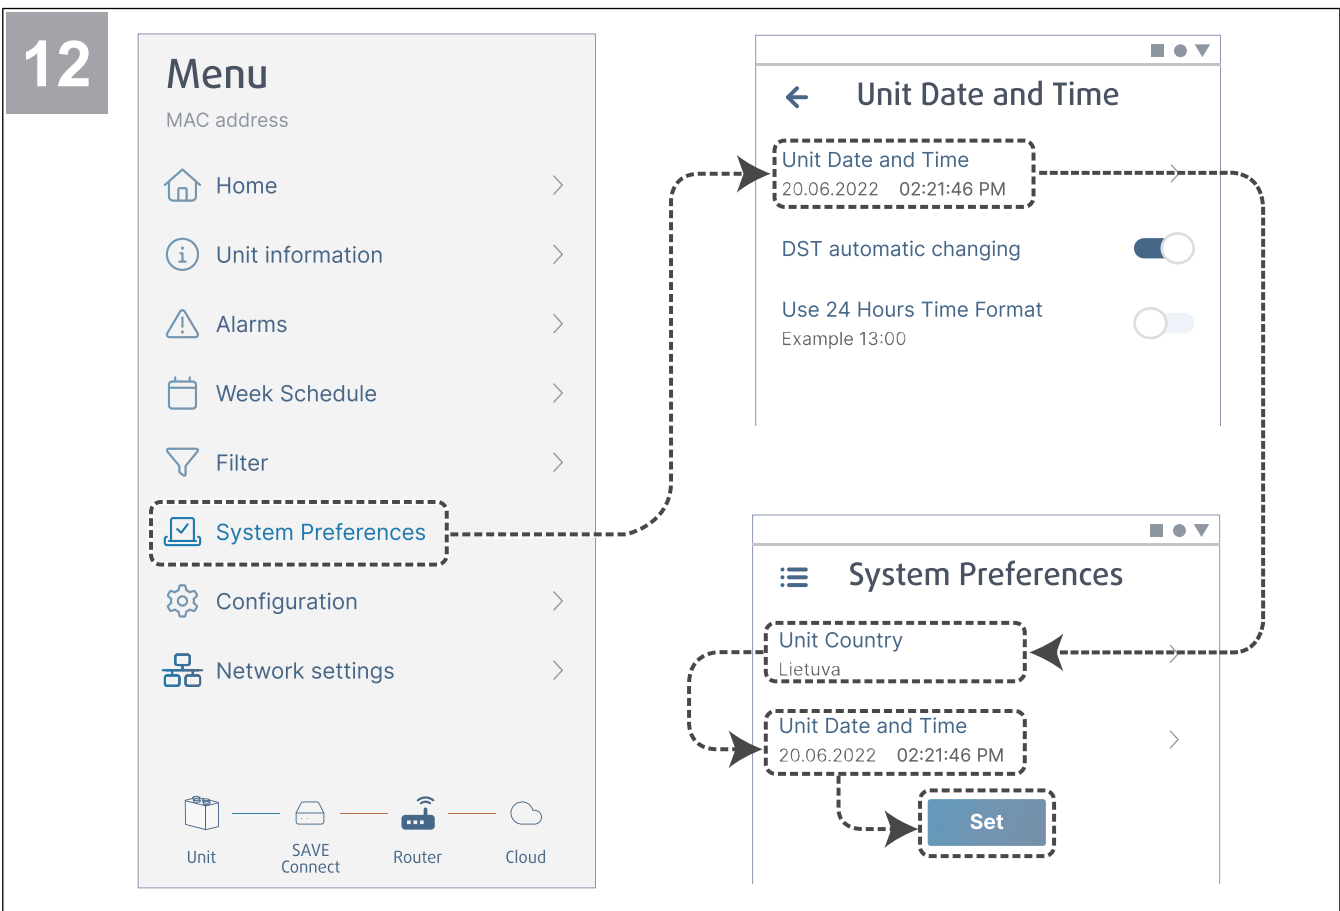 12
Menu
MAC address
Home
Unit information
Alarms
Week Schedule
Filter
System Preferences
Configuration
Network settings
Unit
SAVE
Connect
Router
Cloud
Unit Date and Time
Unit Date and Time
20.06.2022 02:21:46 PM
DST automatic changing
Use 24 Hours Time Format
Example 13:00
System Preferences
Unit Country
Lietuva
Unit Date and Time
20.06.2022 02:21:46 PM
Set